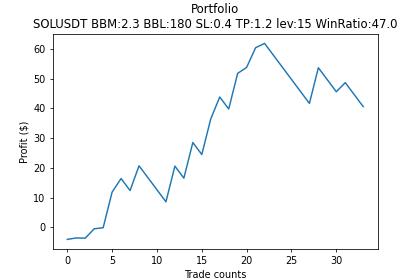 Portfolio
SOLUSDT BBM:2.3 BBL:180 SL:0.4 TP:1.2 lev:15 WinRatio:47.0
60
50
40
30
20
10
0
Profit ($)
0 5 10 15 20 25 30
Trade counts